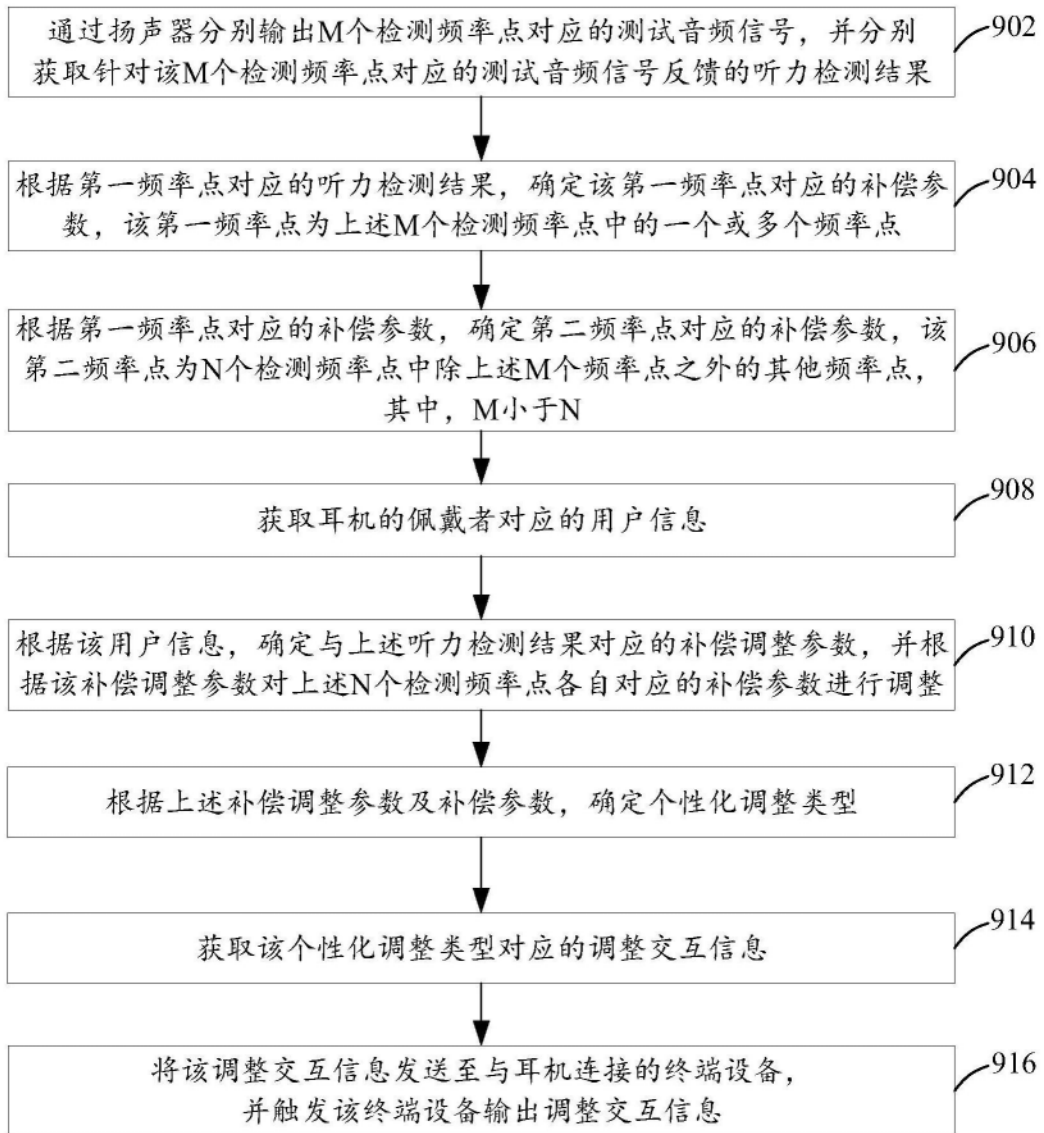 通过扬声器分别输出M个检测频率点对应的测试音频信号，并分别
获取针对该M个检测频率点对应的测试音频信号反馈的听力检测结果
902
根据第一频率点对应的听力检测结果，确定该第一频率点对应的补偿参
数，该第一频率点为上述M个检测频率点中的一个或多个频率点
904
根据第一频率点对应的补偿参数，确定第二频率点对应的补偿参数，该
第二频率点为N个检测频率点中除上述M个频率点之外的其他频率点，
其中，M小于N
906
获取耳机的佩戴者对应的用户信息
908
根据该用户信息，确定与上述听力检测结果对应的补偿调整参数，并根
据该补偿调整参数对上述N个检测频率点各自对应的补偿参数进行调整
910
根据上述补偿调整参数及补偿参数，确定个性化调整类型
912
获取该个性化调整类型对应的调整交互信息
914
将该调整交互信息发送至与耳机连接的终端设备，
并触发该终端设备输出调整交互信息
916